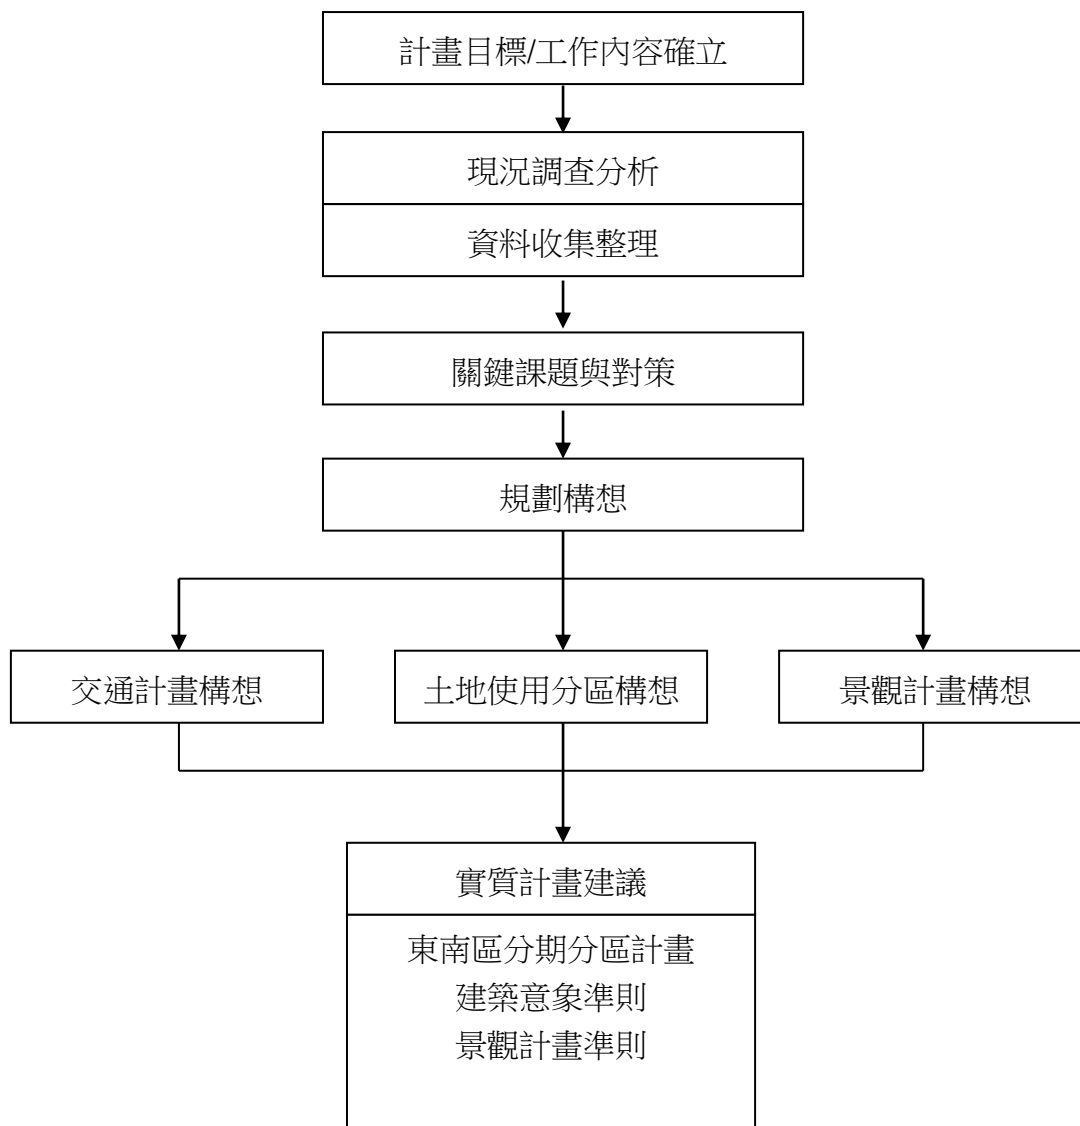 計畫目標/工作內容確立
現況調查分析
資料收集整理
關鍵課題與對策
規劃構想
交通計畫構想
土地使用分區構想
景觀計畫構想
實質計畫建議
東南區分期分區計畫
建築意象準則
景觀計畫準則